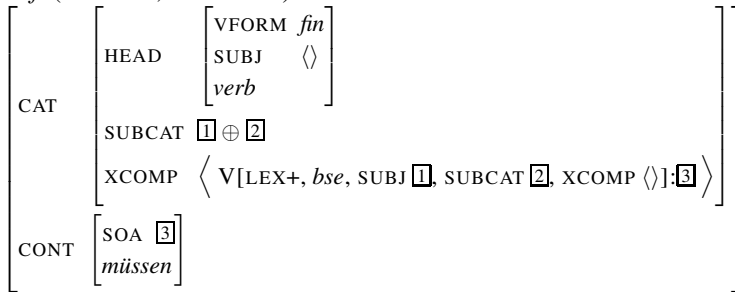 VFORM fin
HEAD SUBJ ⟨⟩
verb
CAT
SUBCAT 1 ⊕ 2
XCOMP ⟨ V[LEX+, bse, SUBJ 1, SUBCAT 2, XCOMP ⟨⟩]:3 ⟩
CONT SOA 3
müssen